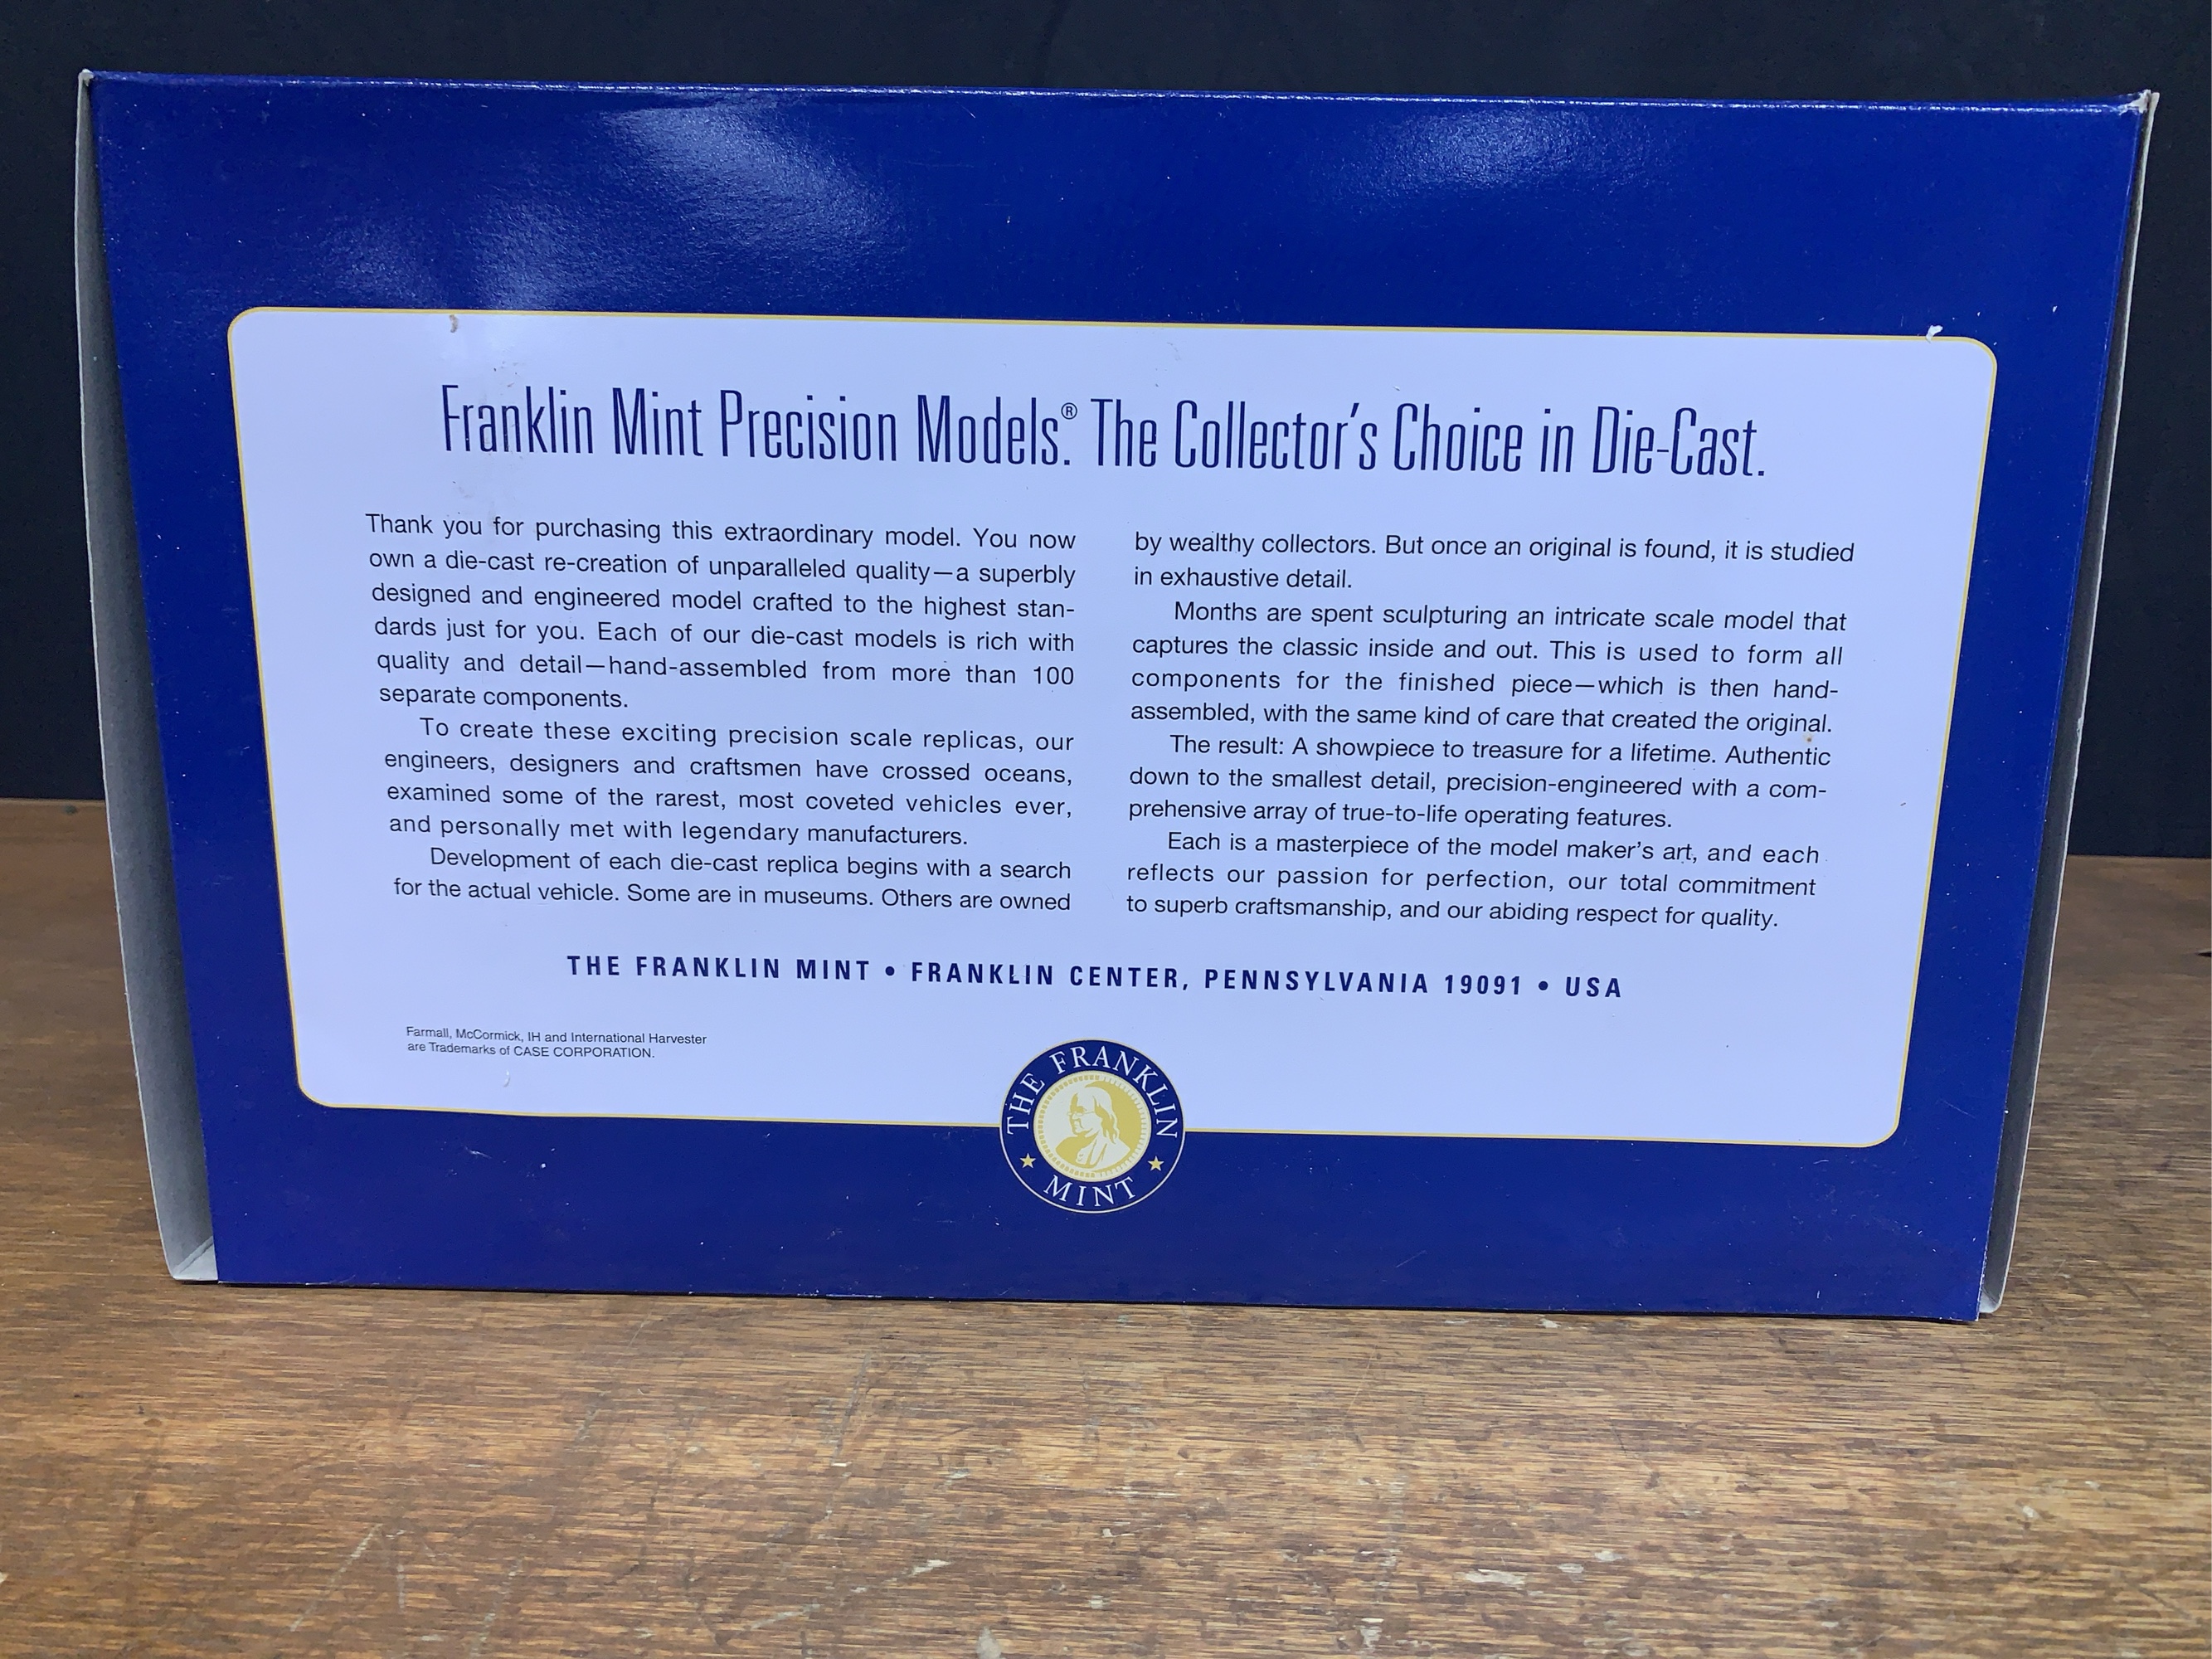 Franklin Mint Precision Models.® The Collector's Choice in Die-Cast.
Thank you for purchasing this extraordinary model. You now
own a die-cast re-creation of unparalleled quality—a superbly
designed and engineered model crafted to the highest stan-
dards just for you. Each of our die-cast models is rich with
quality and detail—hand-assembled from more than 100
separate components.
To create these exciting precision scale replicas, our
engineers, designers and craftsmen have crossed oceans,
examined some of the rarest, most coveted vehicles ever,
and personally met with legendary manufacturers.
Development of each die-cast replica begins with a search
for the actual vehicle. Some are in museums. Others are owned
by wealthy collectors. But once an original is found, it is studied
in exhaustive detail.
Months are spent sculpturing an intricate scale model that
captures the classic inside and out. This is used to form all
components for the finished piece—which is then hand-
assembled, with the same kind of care that created the original.
The result: A showpiece to treasure for a lifetime. Authentic
down to the smallest detail, precision-engineered with a com-
prehensive array of true-to-life operating features.
Each is a masterpiece of the model maker's art, and each
reflects our passion for perfection, our total commitment
to superb craftsmanship, and our abiding respect for quality.
THE FRANKLIN MINT • FRANKLIN CENTER, PENNSYLVANIA 19091 • USA
Farmall, McCormick, IH and International Harvester
are Trademarks of CASE CORPORATION.
THE FRANKLIN
MINT